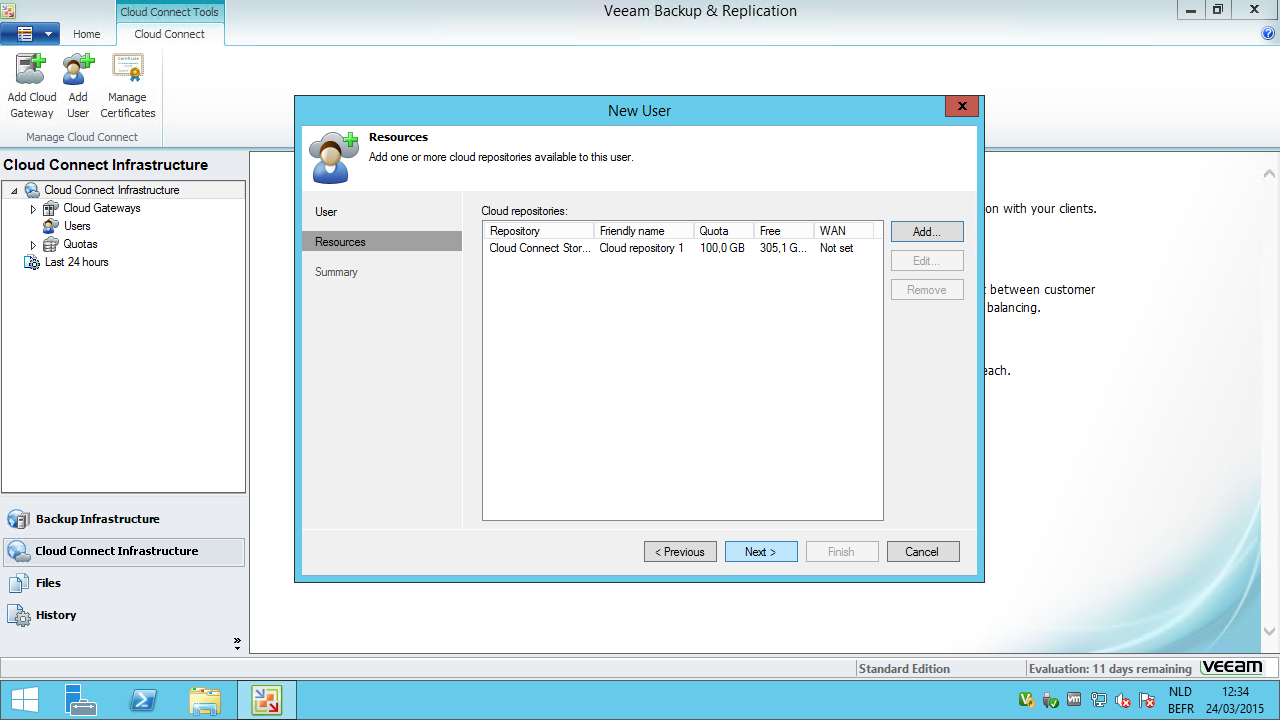 Veeam Backup & Replication
Cloud Connect Tools
Home
Cloud Connect
Add Cloud Gateway
Add User
Manage Certificates
Manage Cloud Connect
Cloud Connect Infrastructure
Cloud Connect Infrastructure
Cloud Gateways
Users
Quotas
Last 24 hours
Backup Infrastructure
Cloud Connect Infrastructure
Files
History
New User
Resources
Add one or more cloud repositories available to this user.
User
Resources
Summary
Cloud repositories:
Repository Friendly name Quota Free WAN
Cloud Connect Stor... Cloud repository 1 100,0 GB 305,1 G... Not set
Add...
Edit...
Remove
< Previous Next > Finish Cancel
on with your clients.
between customer
balancing.
each.
Standard Edition
Evaluation: 11 days remaining
veeam
NLD
BEFR
12:34
24/03/2015